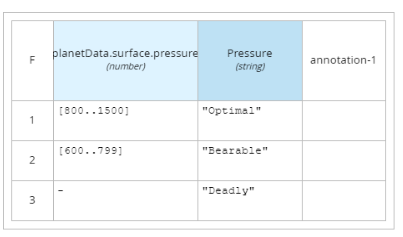 F planetData.surface.pressure Pressure annotation-1
(number) (string)
1 [800..1500] "Optimal"
2 [600..799] "Bearable"
3 - "Deadly"